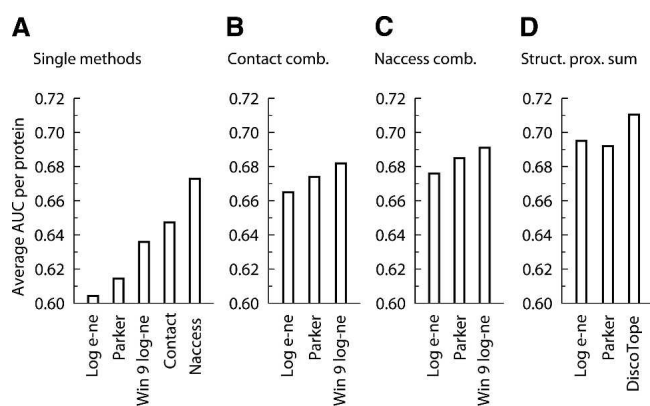 A B C D
Single methods Contact comb. Naccess comb. Struct. prox. sum
Average AUC per protein
0.72
0.70
0.68
0.66
0.64
0.62
0.60
Log e-ne
Parker
Win 9 log-ne
Contact
Naccess
0.72
0.70
0.68
0.66
0.64
0.62
0.60
Log e-ne
Parker
Win 9 log-ne
0.72
0.70
0.68
0.66
0.64
0.62
0.60
Log e-ne
Parker
Win 9 log-ne
0.72
0.70
0.68
0.66
0.64
0.62
0.60
Log e-ne
Parker
DiscoTope